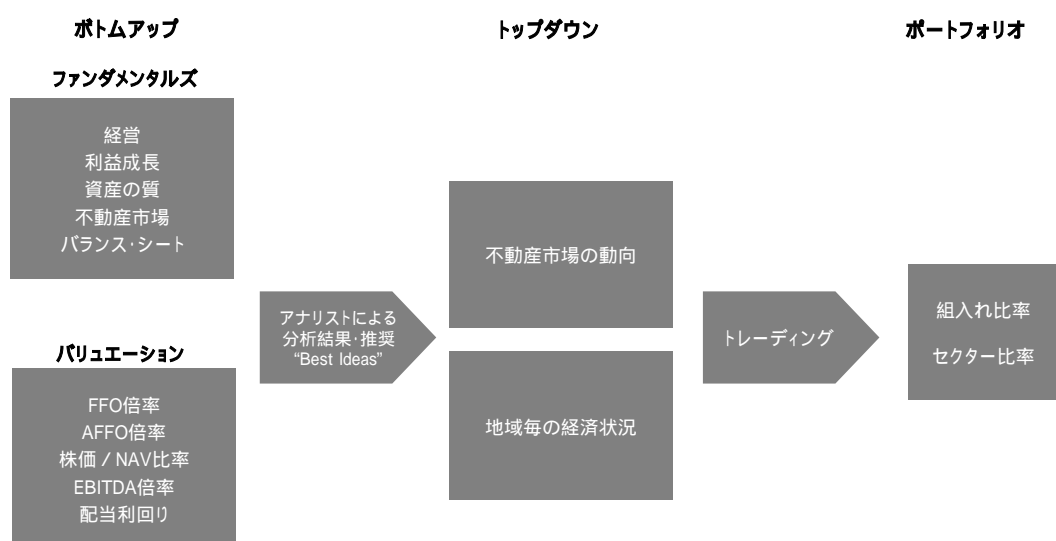 ボトムアップ
トップダウン
ポートフォリオ
ファンダメンタルズ
経営
利益成長
資産の質
不動産市場
バランス・シート
バリュエーション
FFO倍率
AFFO倍率
株価 / NAV比率
EBITDA倍率
配当利回り
アナリストによる
分析結果・推奨
“Best Ideas”
不動産市場の動向
地域毎の経済状況
トレーディング
組入れ比率
セクター比率